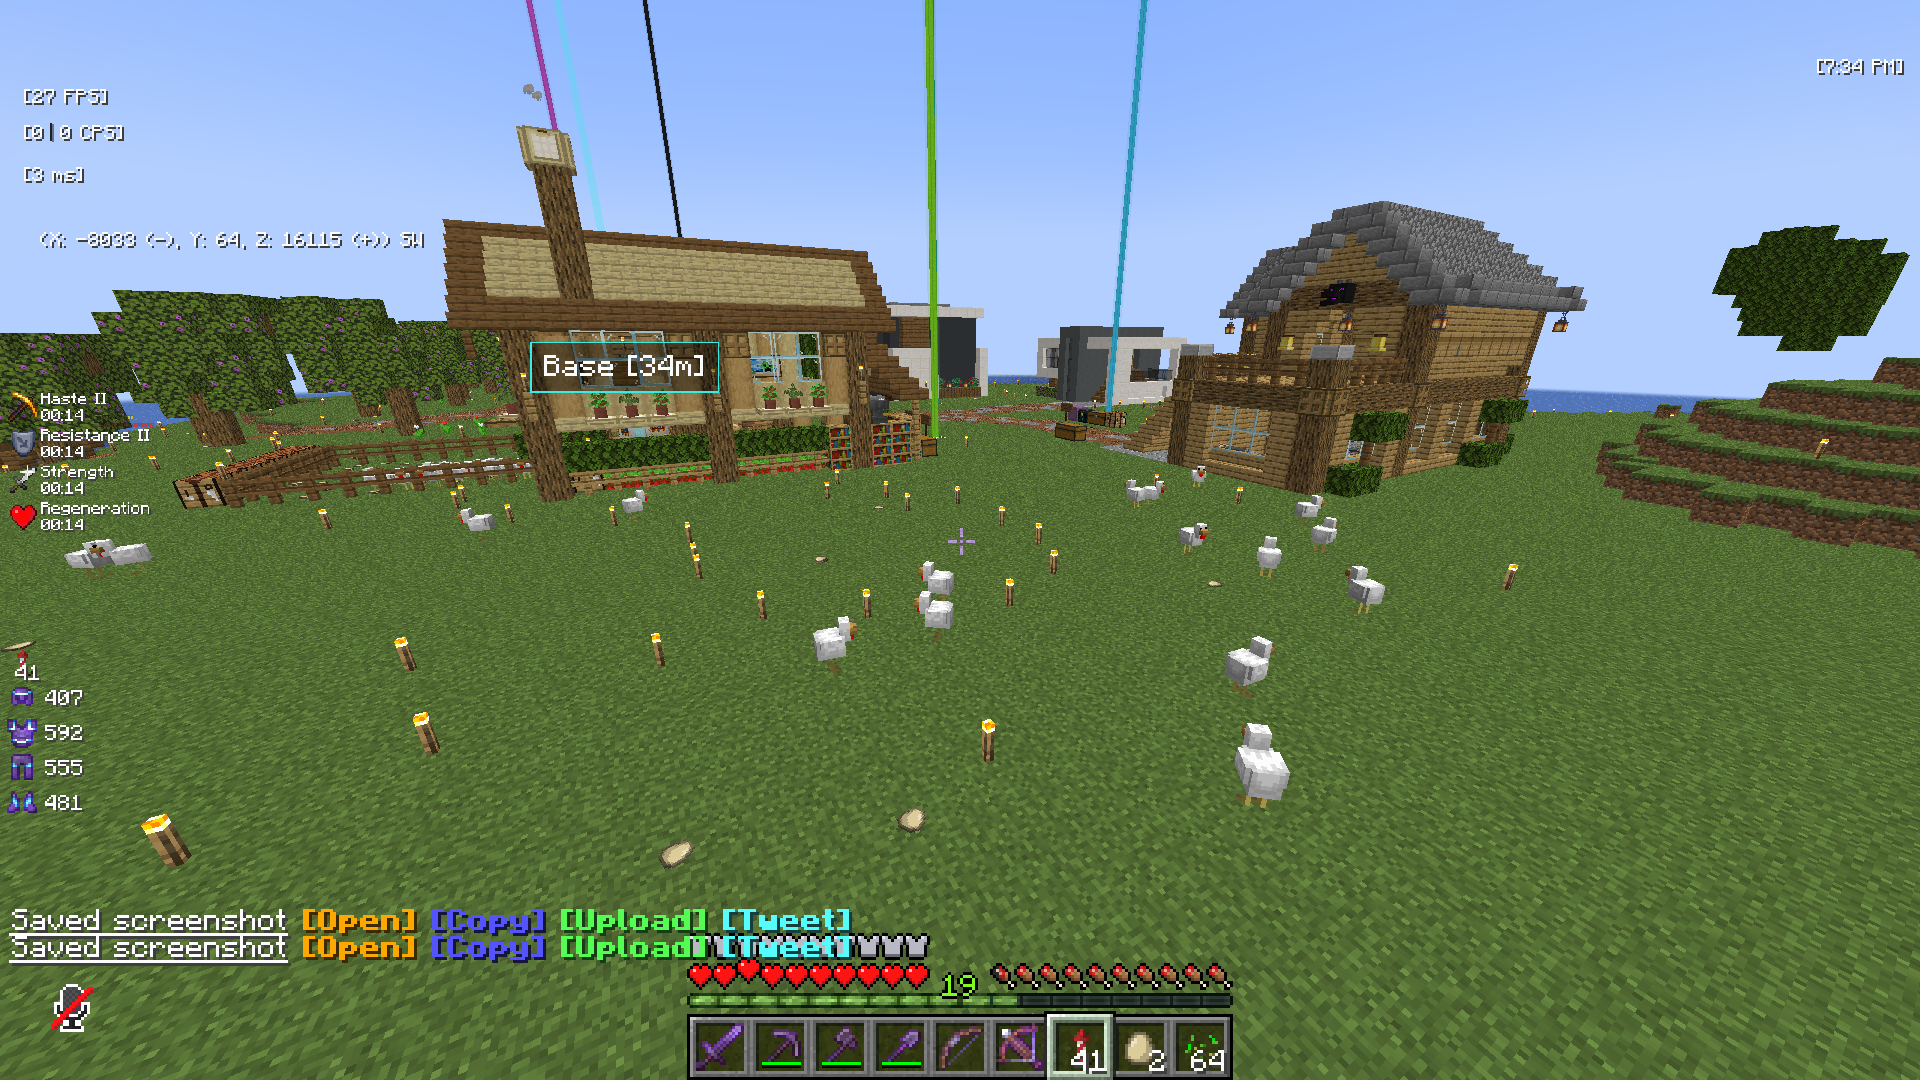 [7:34 PM]
[27 FPS]
[0|0 CPS]
[3 ms]
(X: -8033 (-), Y: 64, Z: 16115 (+)) SW
Base [34m]
Haste II
00:14
Resistance II
00:14
Strength
00:14
Regeneration
00:14
41
407
592
555
481
Saved screenshot [Open] [Copy] [Upload] [Tweet]
Saved screenshot [Open] [Copy] [Upload] [Tweet]
19
41
2
64